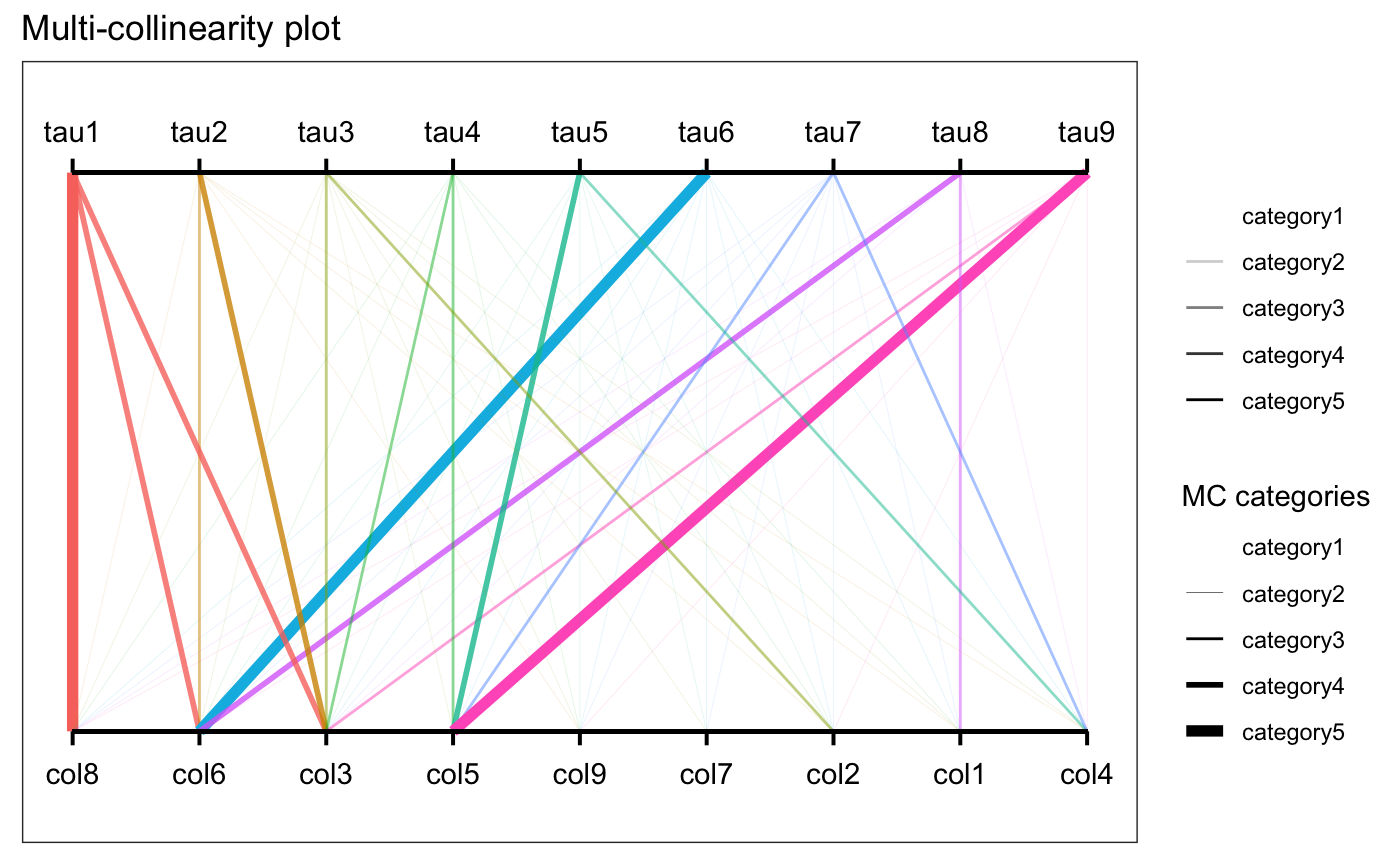 Multi-collinearity plot
tau1 tau2 tau3 tau4 tau5 tau6 tau7 tau8 tau9
col8 col6 col3 col5 col9 col7 col2 col1 col4
category1
category2
category3
category4
category5
MC categories
category1
category2
category3
category4
category5